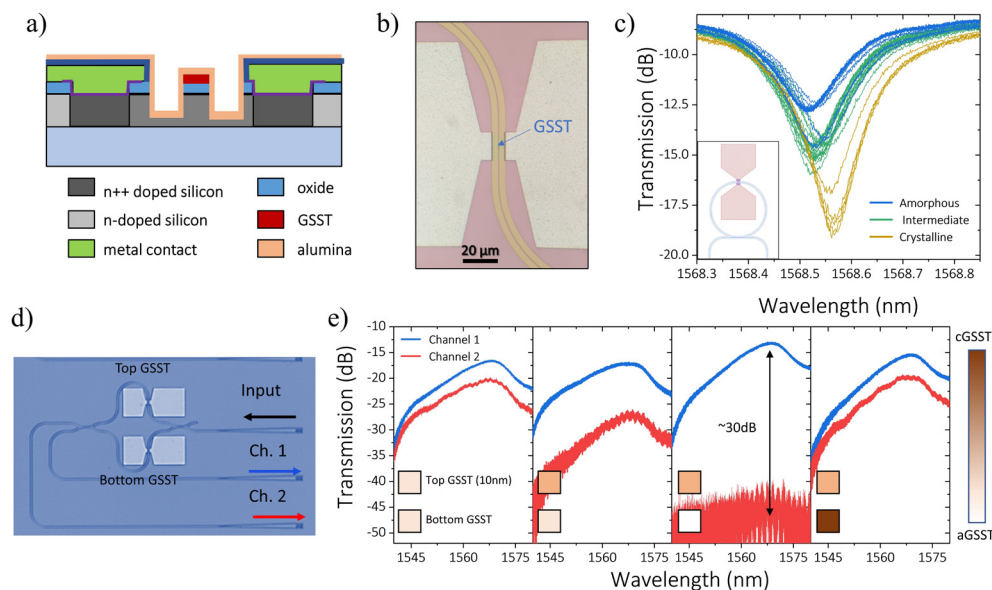 a)
n++ doped silicon
n-doped silicon
metal contact
oxide
GSST
alumina
b)
GSST
20 μm
c)
Transmission (dB)
-10.0
-12.5
-15.0
-17.5
-20.0
Amorphous
Intermediate
Crystalline
1568.3 1568.4 1568.5 1568.6 1568.7 1568.8
Wavelength (nm)
d)
Top GSST
Input
Ch. 1
Bottom GSST
Ch. 2
e)
Transmission (dB)
-10
-15
-20
-25
-30
-35
-40
-45
-50
Channel 1
Channel 2
~30dB
Top GSST (10nm)
Bottom GSST
1545 1560 1575 1545 1560 1575 1545 1560 1575 1545 1560 1575
Wavelength (nm)
cGSST
aGSST